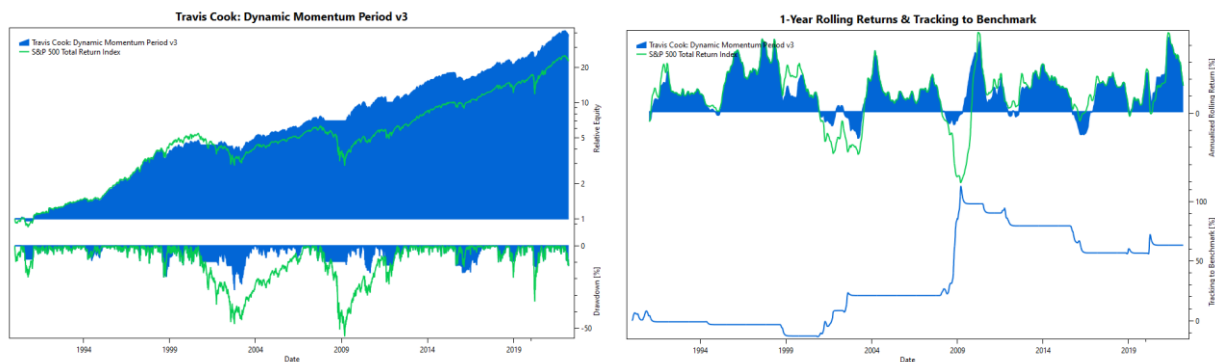 Travis Cook: Dynamic Momentum Period v3
Travis Cook: Dynamic Momentum Period v3
S&P 500 Total Return Index
20
10
5
2
1
Relative Equity
0
-50
Drawdown [%]
1994
1999
2004
2009
2014
2019
Date
1-Year Rolling Returns & Tracking to Benchmark
Travis Cook: Dynamic Momentum Period v3
S&P 500 Total Return Index
0
Annualized Rolling Return [%]
100
50
0
Tracking to Benchmark [%]
1994
1999
2004
2009
2014
2019
Date